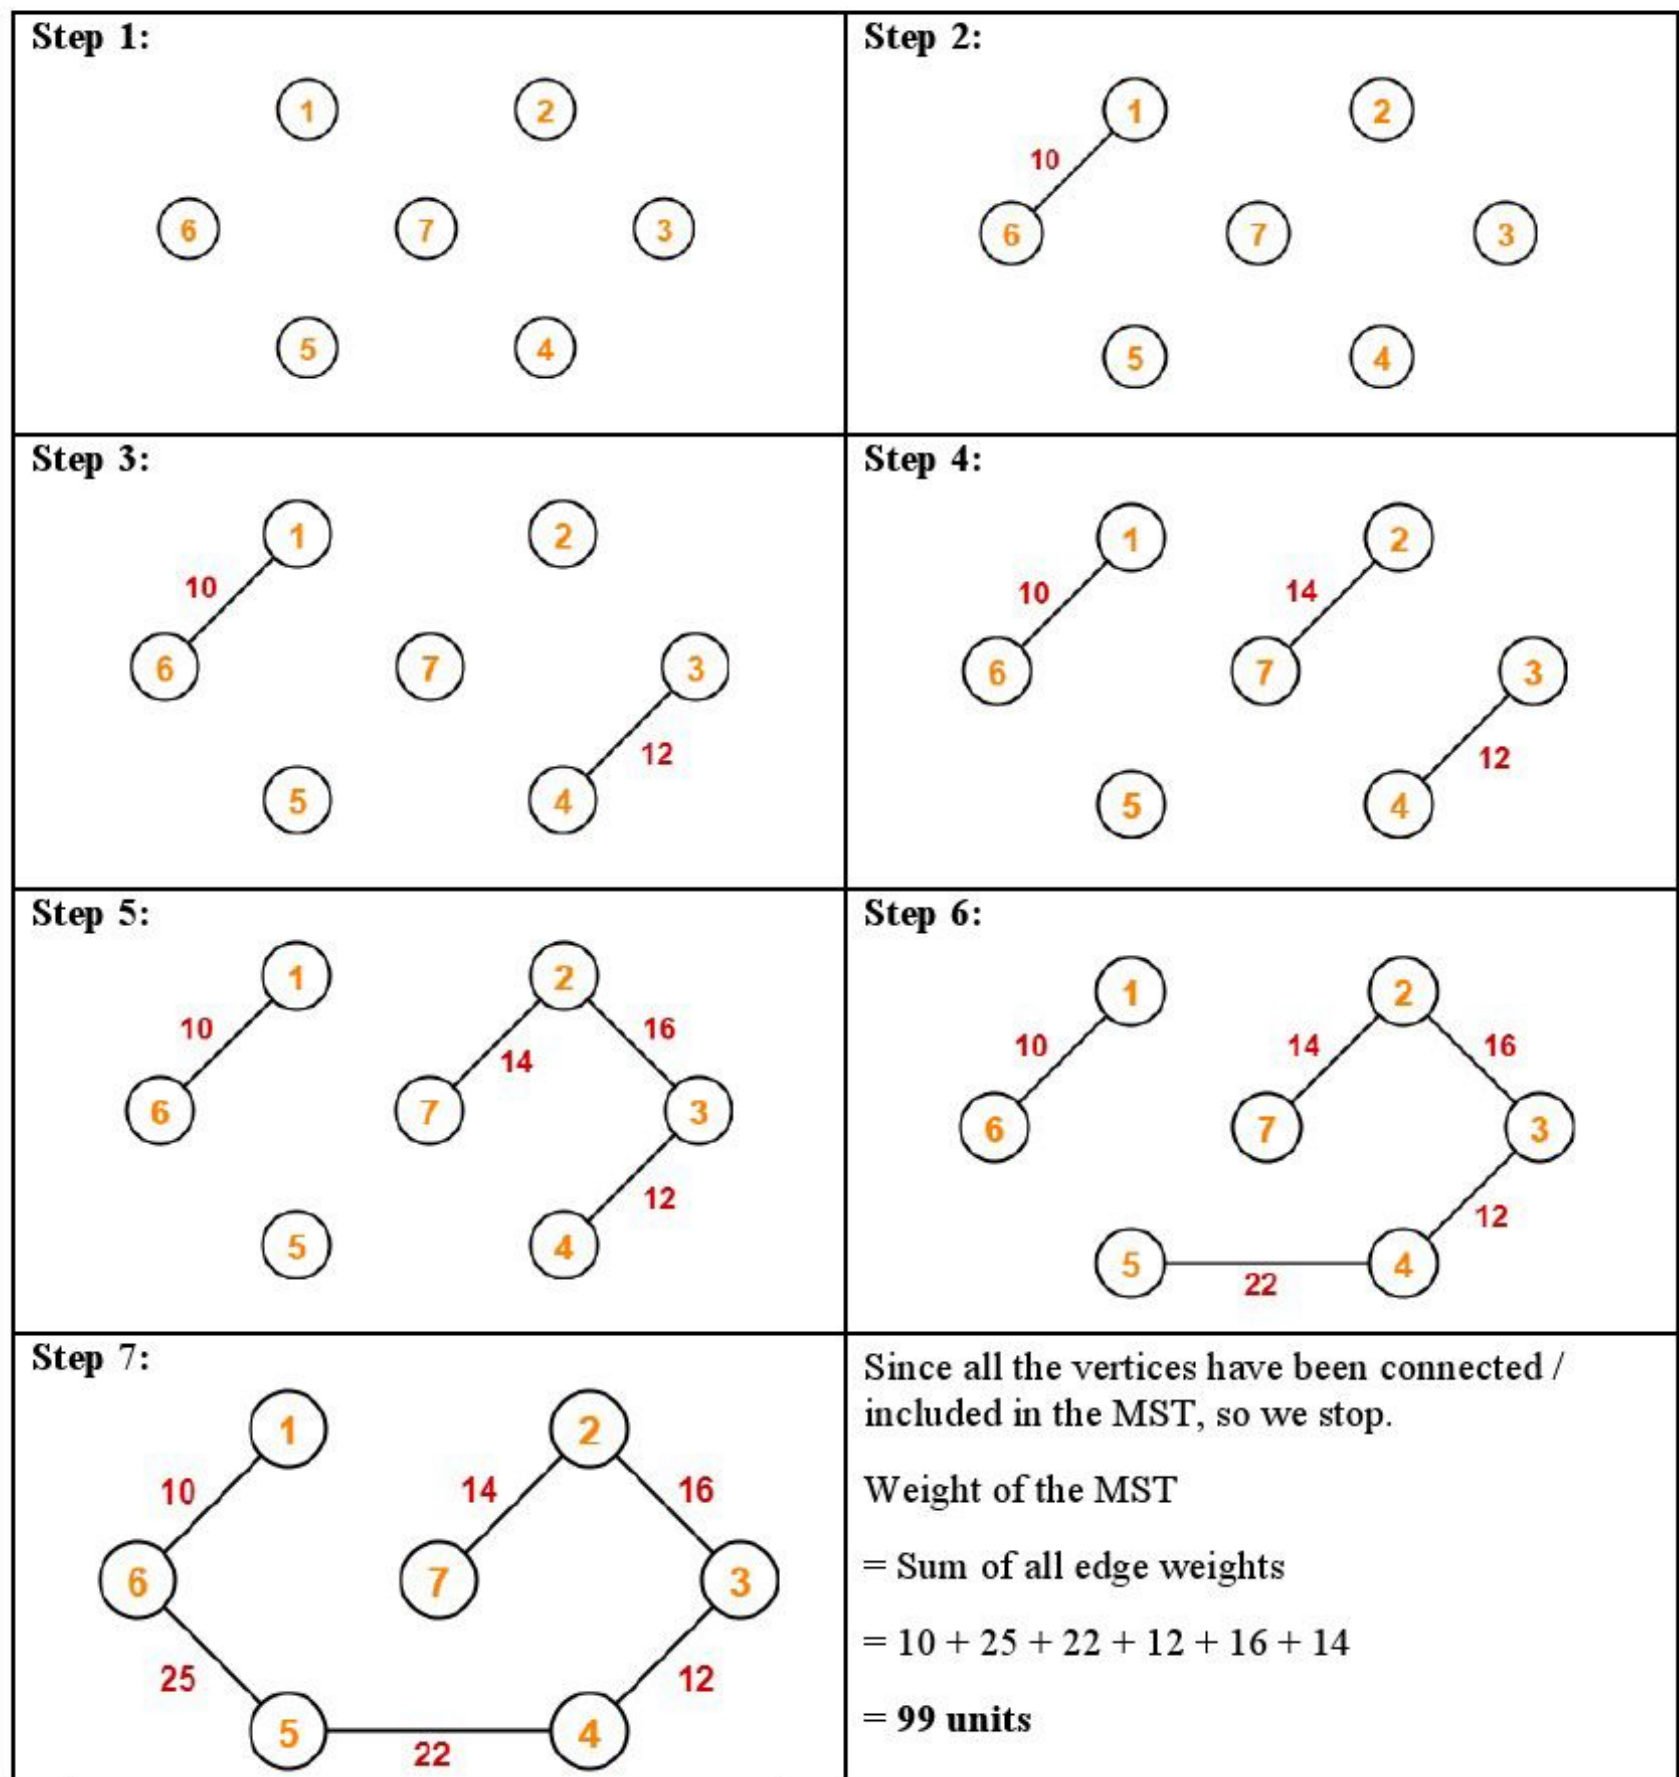 Step 1:
1 2
6 7 3
5 4
Step 2:
1 2
10
6 7 3
5 4
Step 3:
1 2
10
6 7 3
12
5 4
Step 4:
1 2
10 14
6 7 3
12
5 4
Step 5:
1 2
10 16
14
6 7 3
12
5 4
Step 6:
1 2
10 14 16
6 7 3
12
5 4
22
Step 7:
1 2
10 14 16
6 7 3
25 12
5 4
22
Since all the vertices have been connected /
included in the MST, so we stop.
Weight of the MST
= Sum of all edge weights
= 10 + 25 + 22 + 12 + 16 + 14
= 99 units